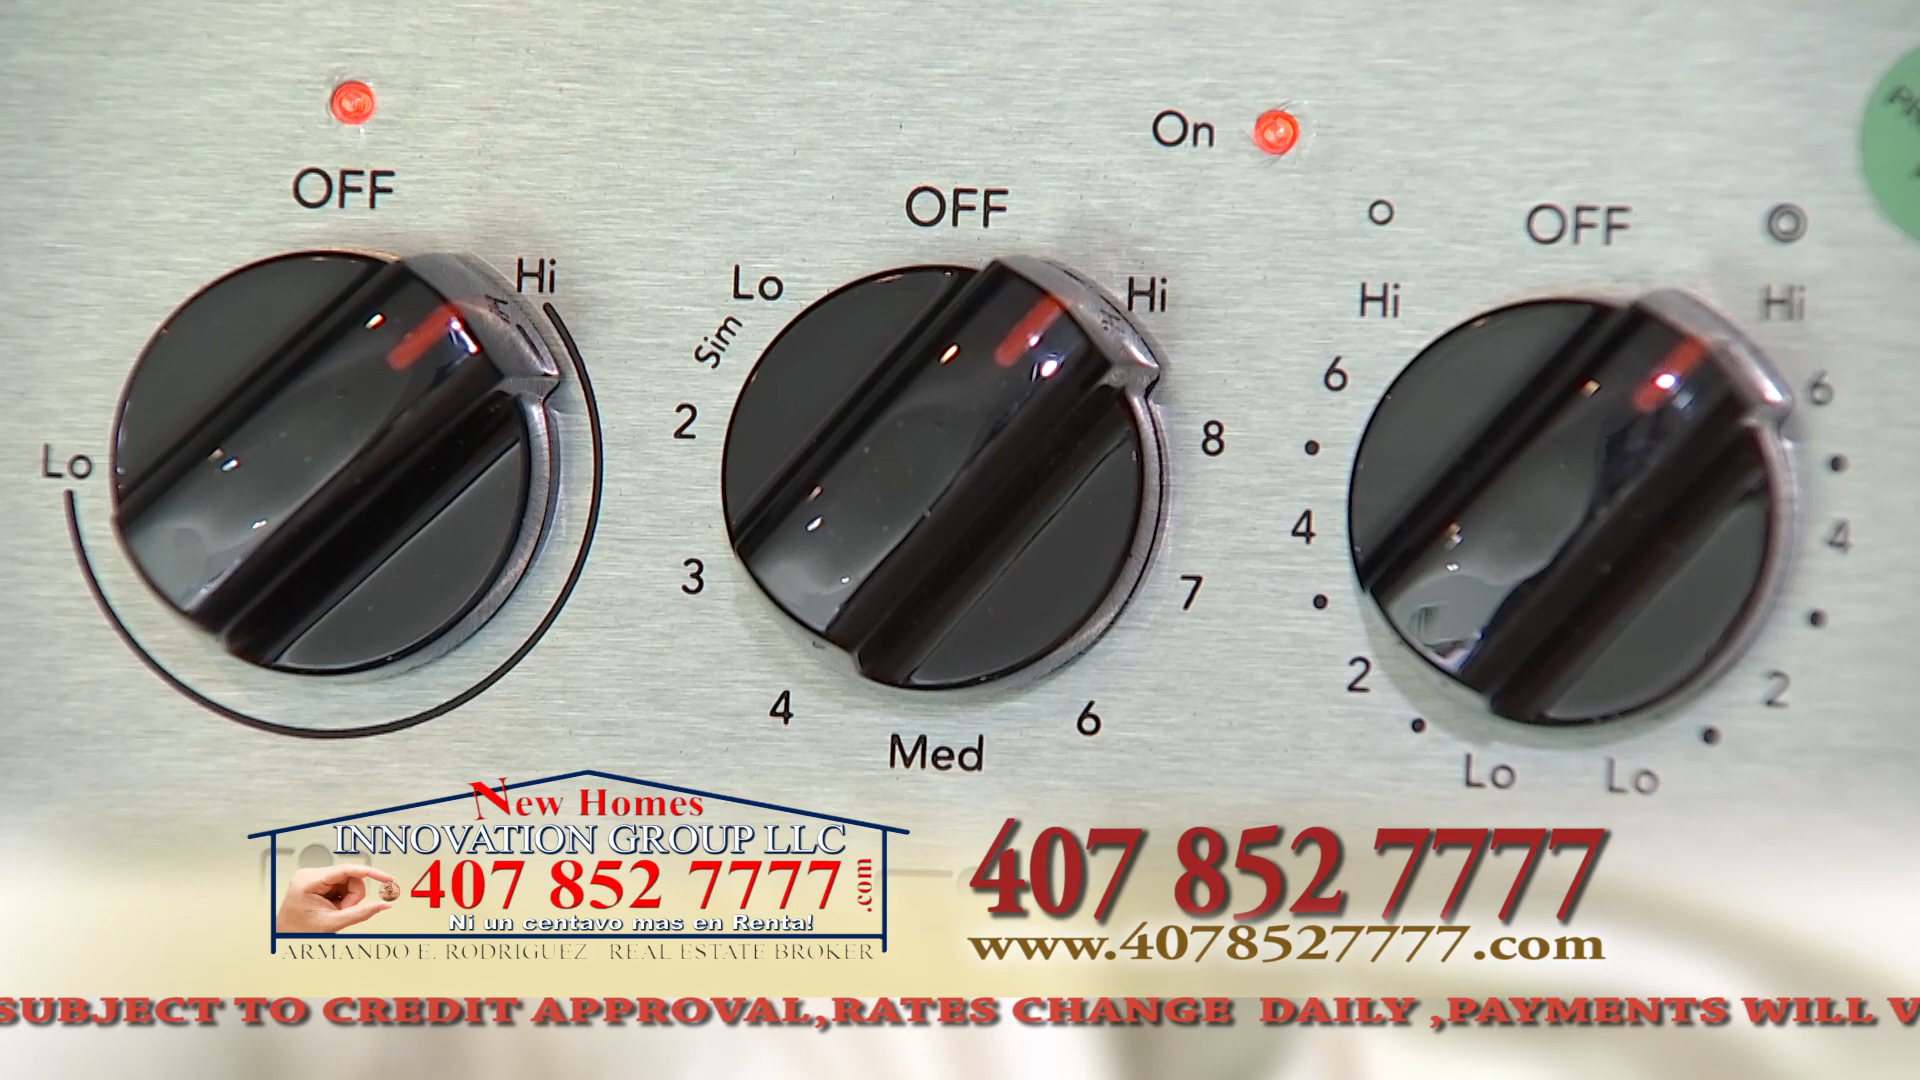 On
OFF
OFF
OFF
Hi
Lo
Hi
Hi
Hi
Sim
6
6
2
8
Lo
4
4
3
7
2
2
4
6
Med
Lo
Lo
New Homes
INNOVATION GROUP LLC
407 852 7777
.com
Ni un centavo mas en Renta!
ARMANDO E. RODRIGUEZ REAL ESTATE BROKER
407 852 7777
www.4078527777.com
SUBJECT TO CREDIT APPROVAL,RATES CHANGE DAILY ,PAYMENTS WILL V